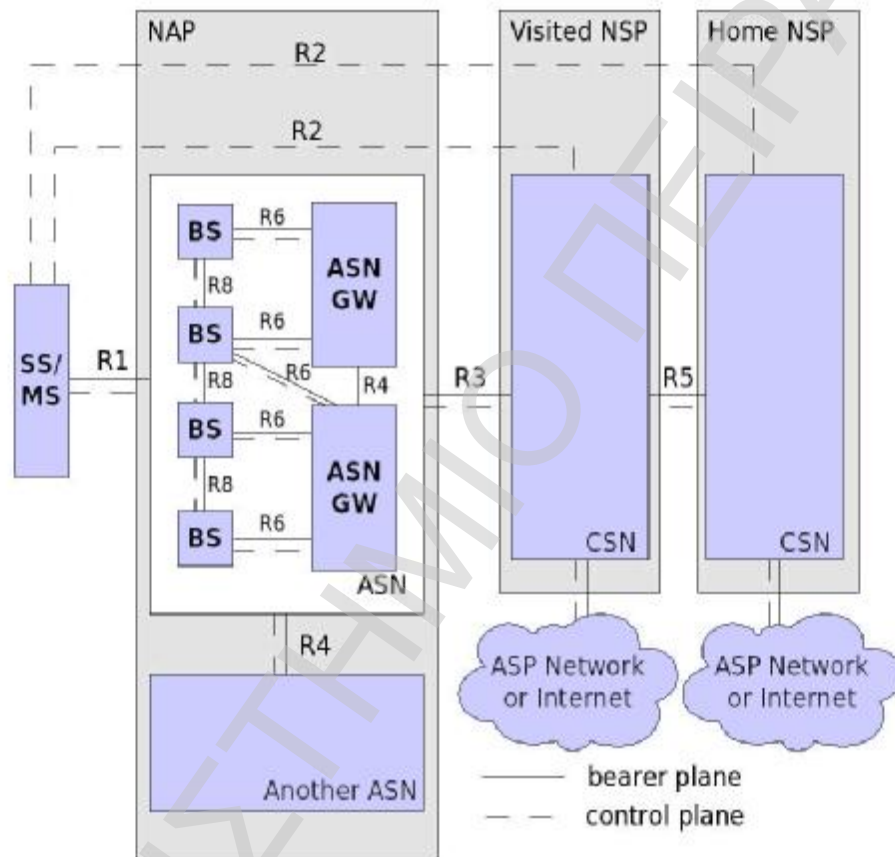 NAP
Visited NSP
Home NSP
R2
R2
BS
R6
ASN
GW
R8
BS
R6
R6
R4
SS/
MS
R1
R8
BS
R6
ASN
GW
R8
BS
R6
ASN
R3
CSN
R5
CSN
R4
Another ASN
ASP Network
or Internet
ASP Network
or Internet
bearer plane
control plane
ΣΤΗΜΙΟ ΠΕΙΡΑ